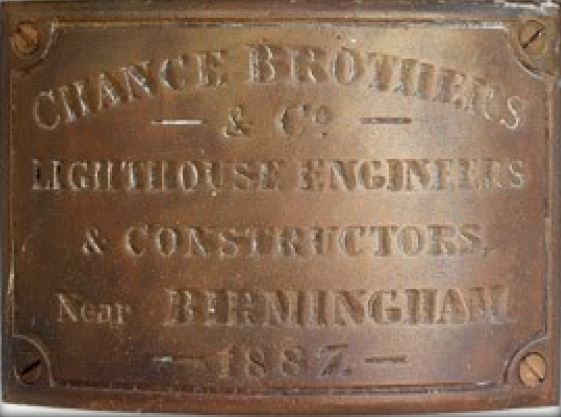 CHANCE BROTHERS
— & Co —
LIGHTHOUSE ENGINEERS
& CONSTRUCTORS,
Near BIRMINGHAM
— 1887. —